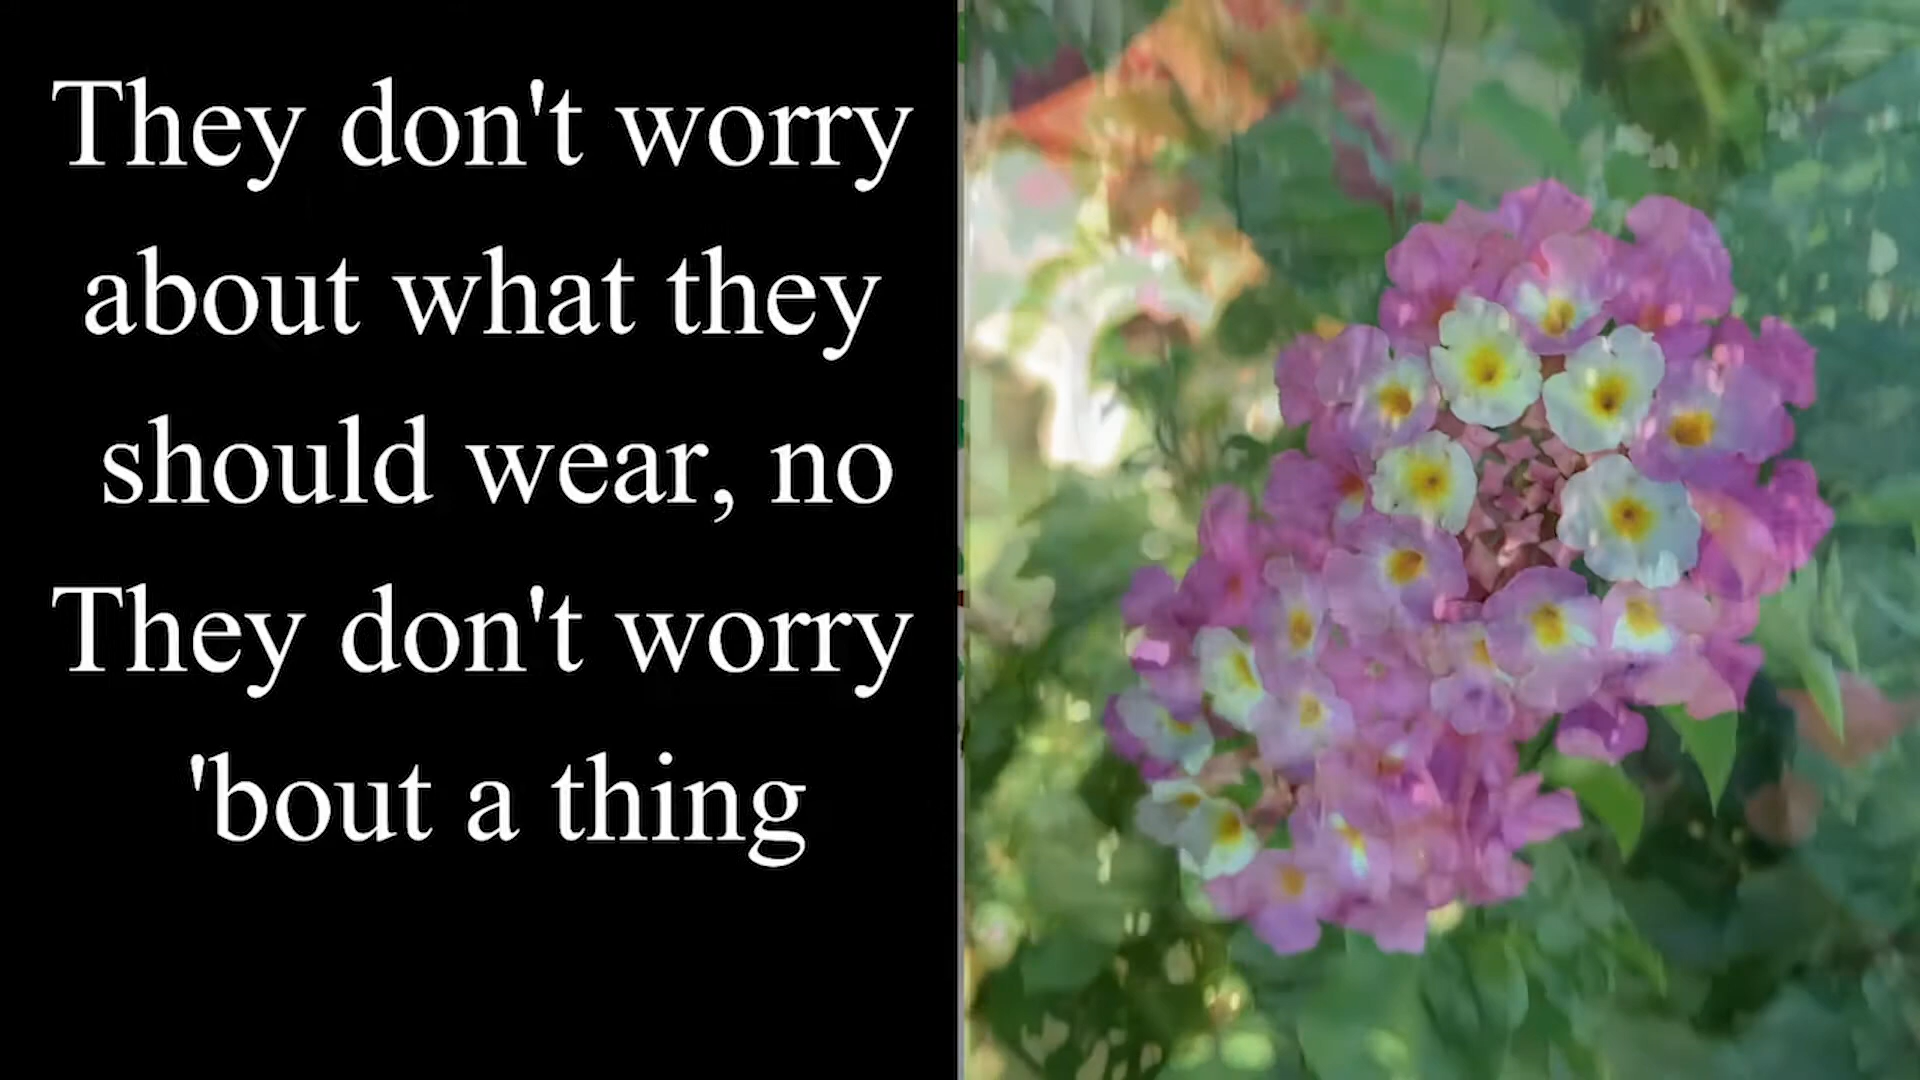 They don't worry
about what they
should wear, no
They don't worry
'bout a thing